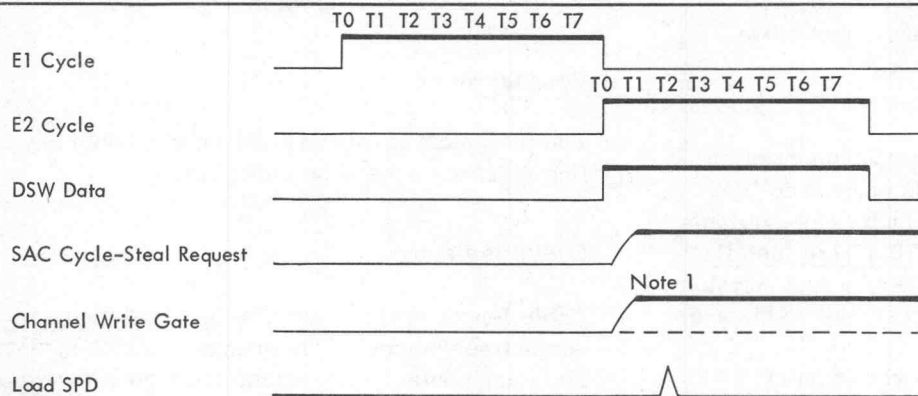 T0 T1 T2 T3 T4 T5 T6 T7
E1 Cycle
T0 T1 T2 T3 T4 T5 T6 T7
E2 Cycle
DSW Data
SAC Cycle-Steal Request
Note 1
Channel Write Gate
Load SPD